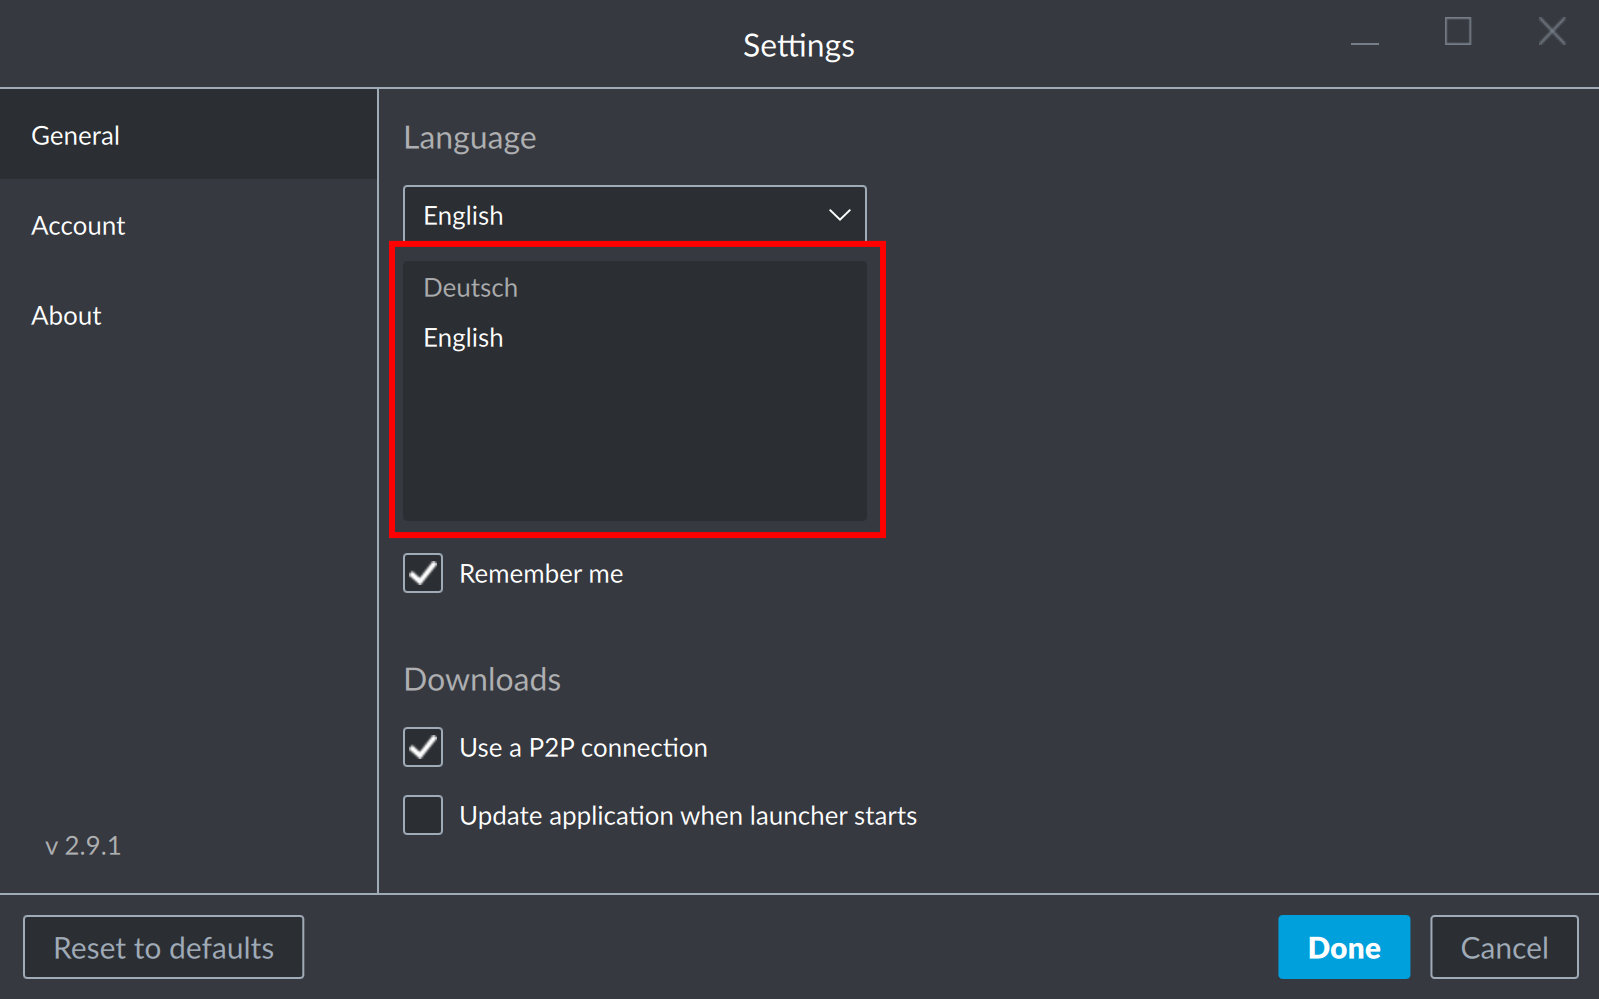 Settings
General
Account
About
v 2.9.1
Language
English
Deutsch
English
Remember me
Downloads
Use a P2P connection
Update application when launcher starts
Reset to defaults
Done
Cancel